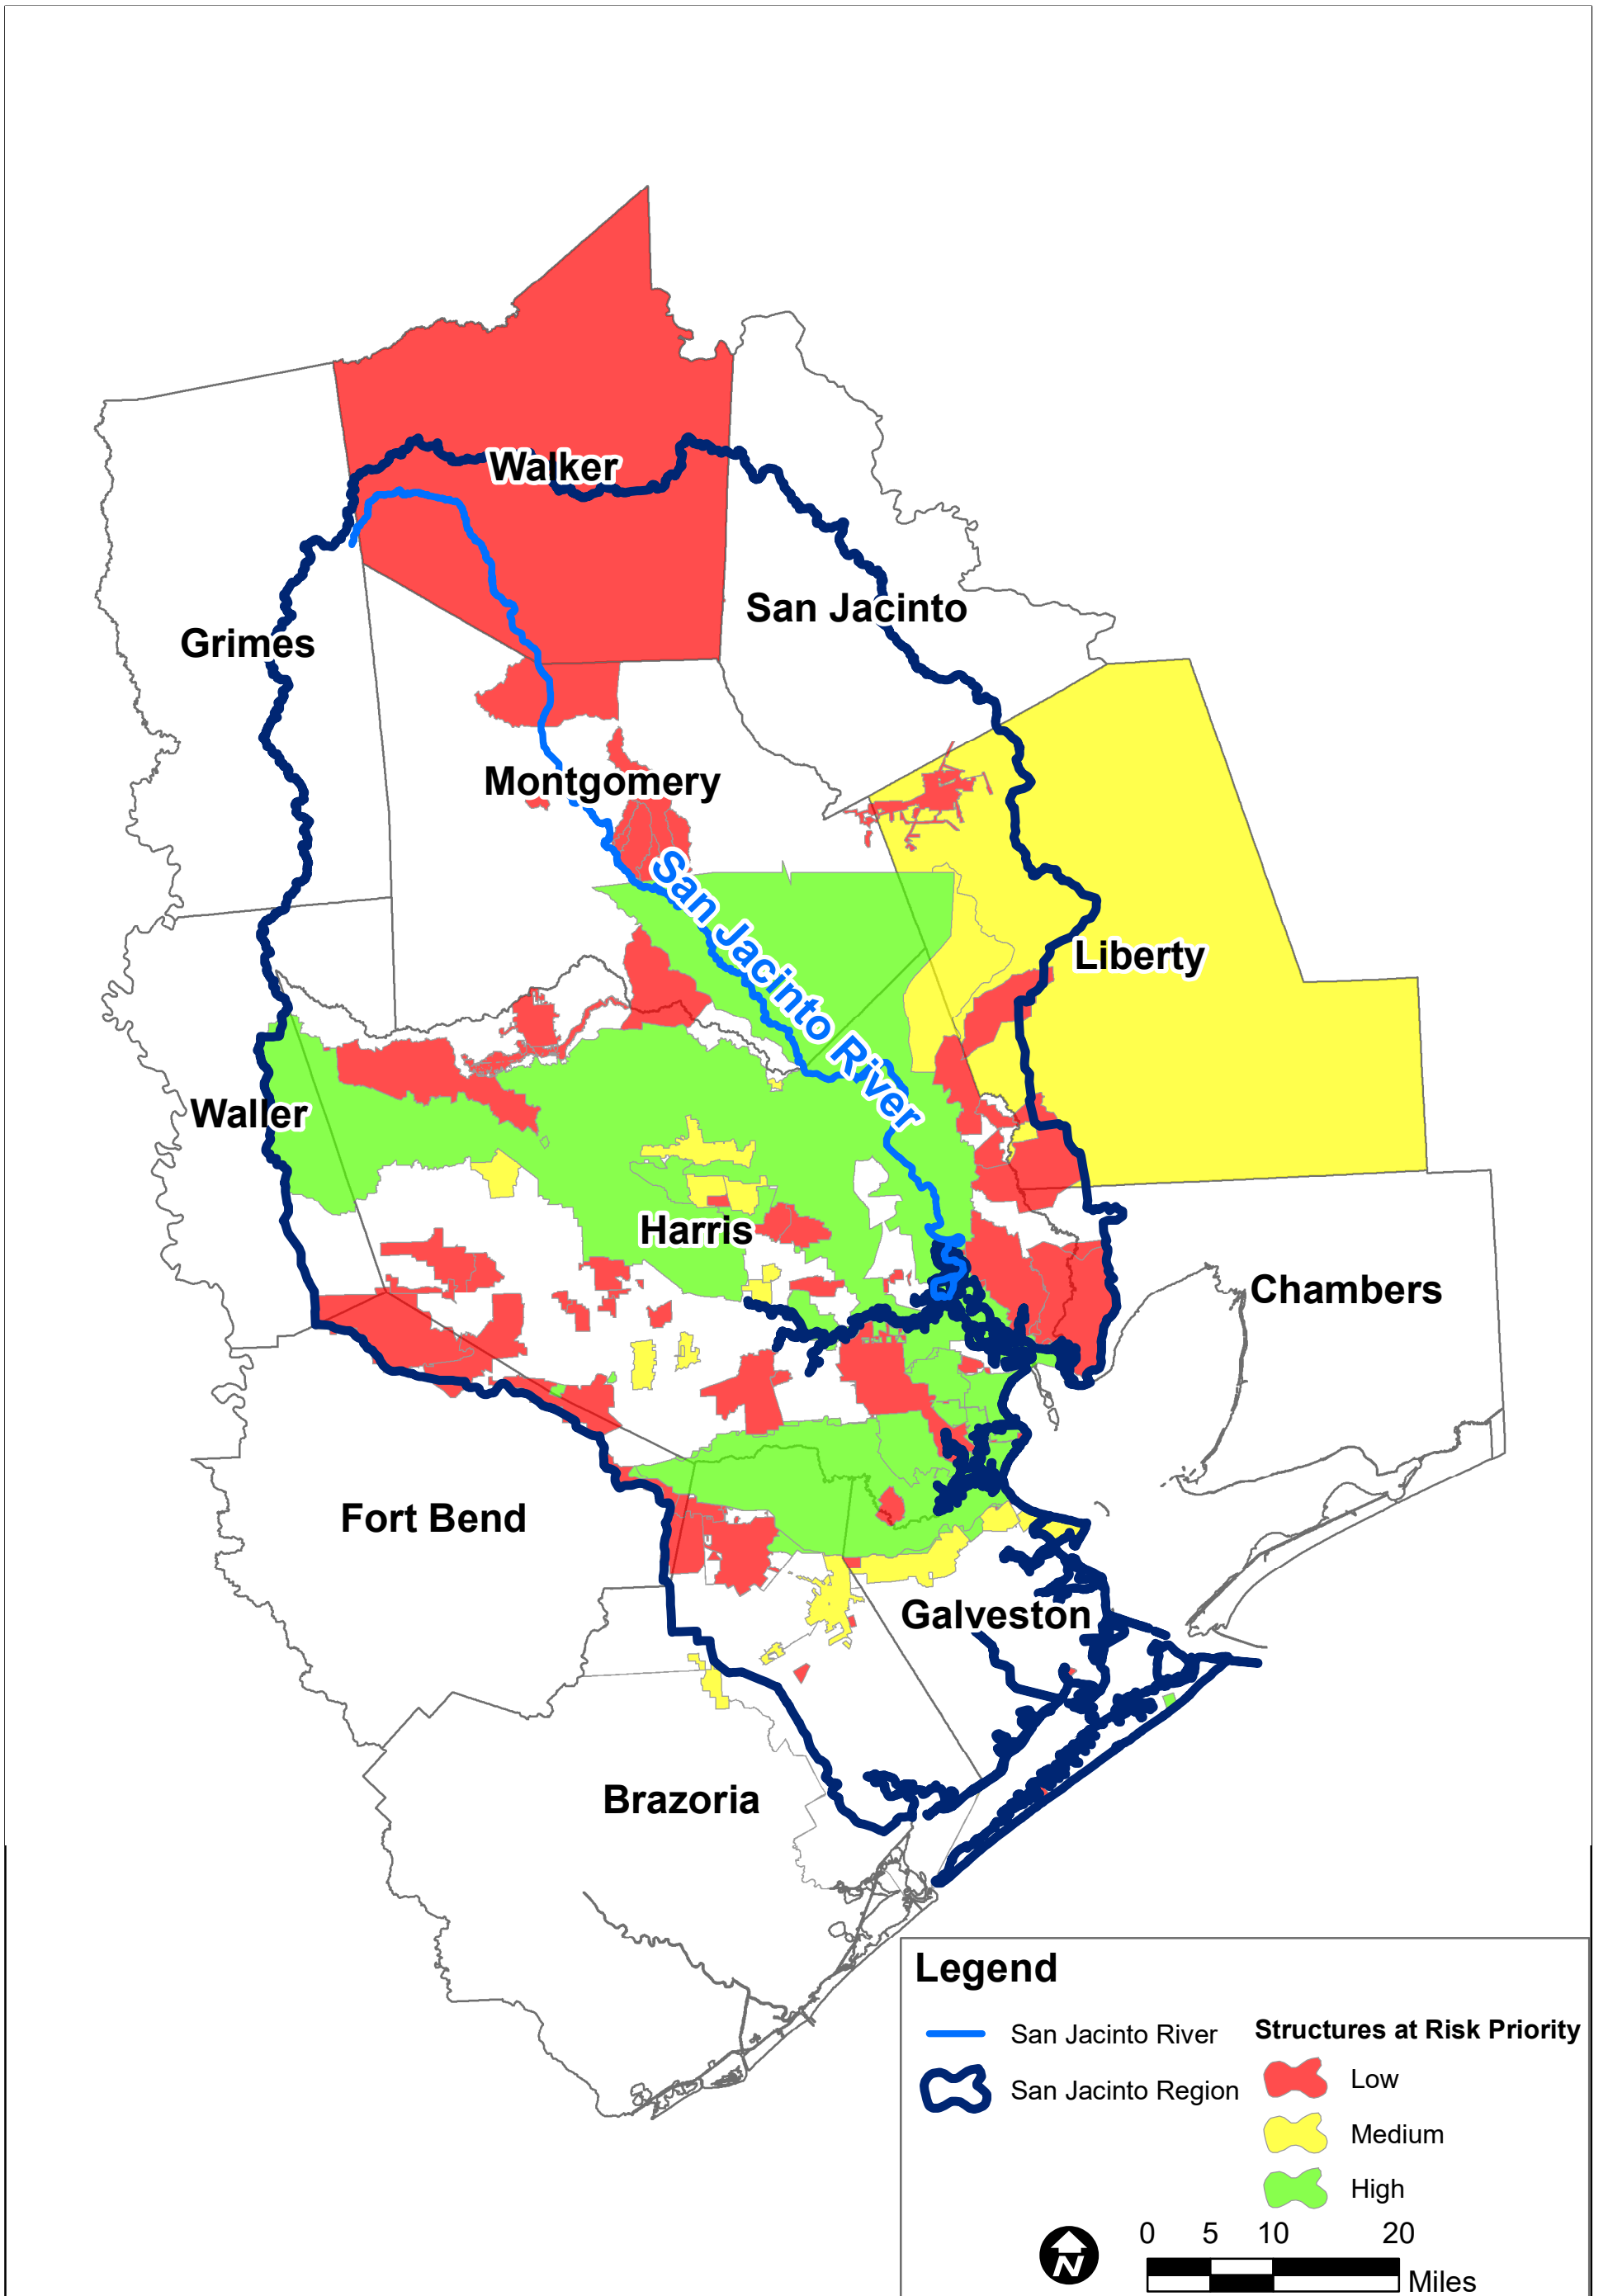 Walker
San Jacinto
Grimes
Montgomery
San Jacinto River
Liberty
Waller
Harris
Chambers
Fort Bend
Galveston
Brazoria
Legend
San Jacinto River
San Jacinto Region
Structures at Risk Priority
Low
Medium
High
N
0 5 10 20
Miles